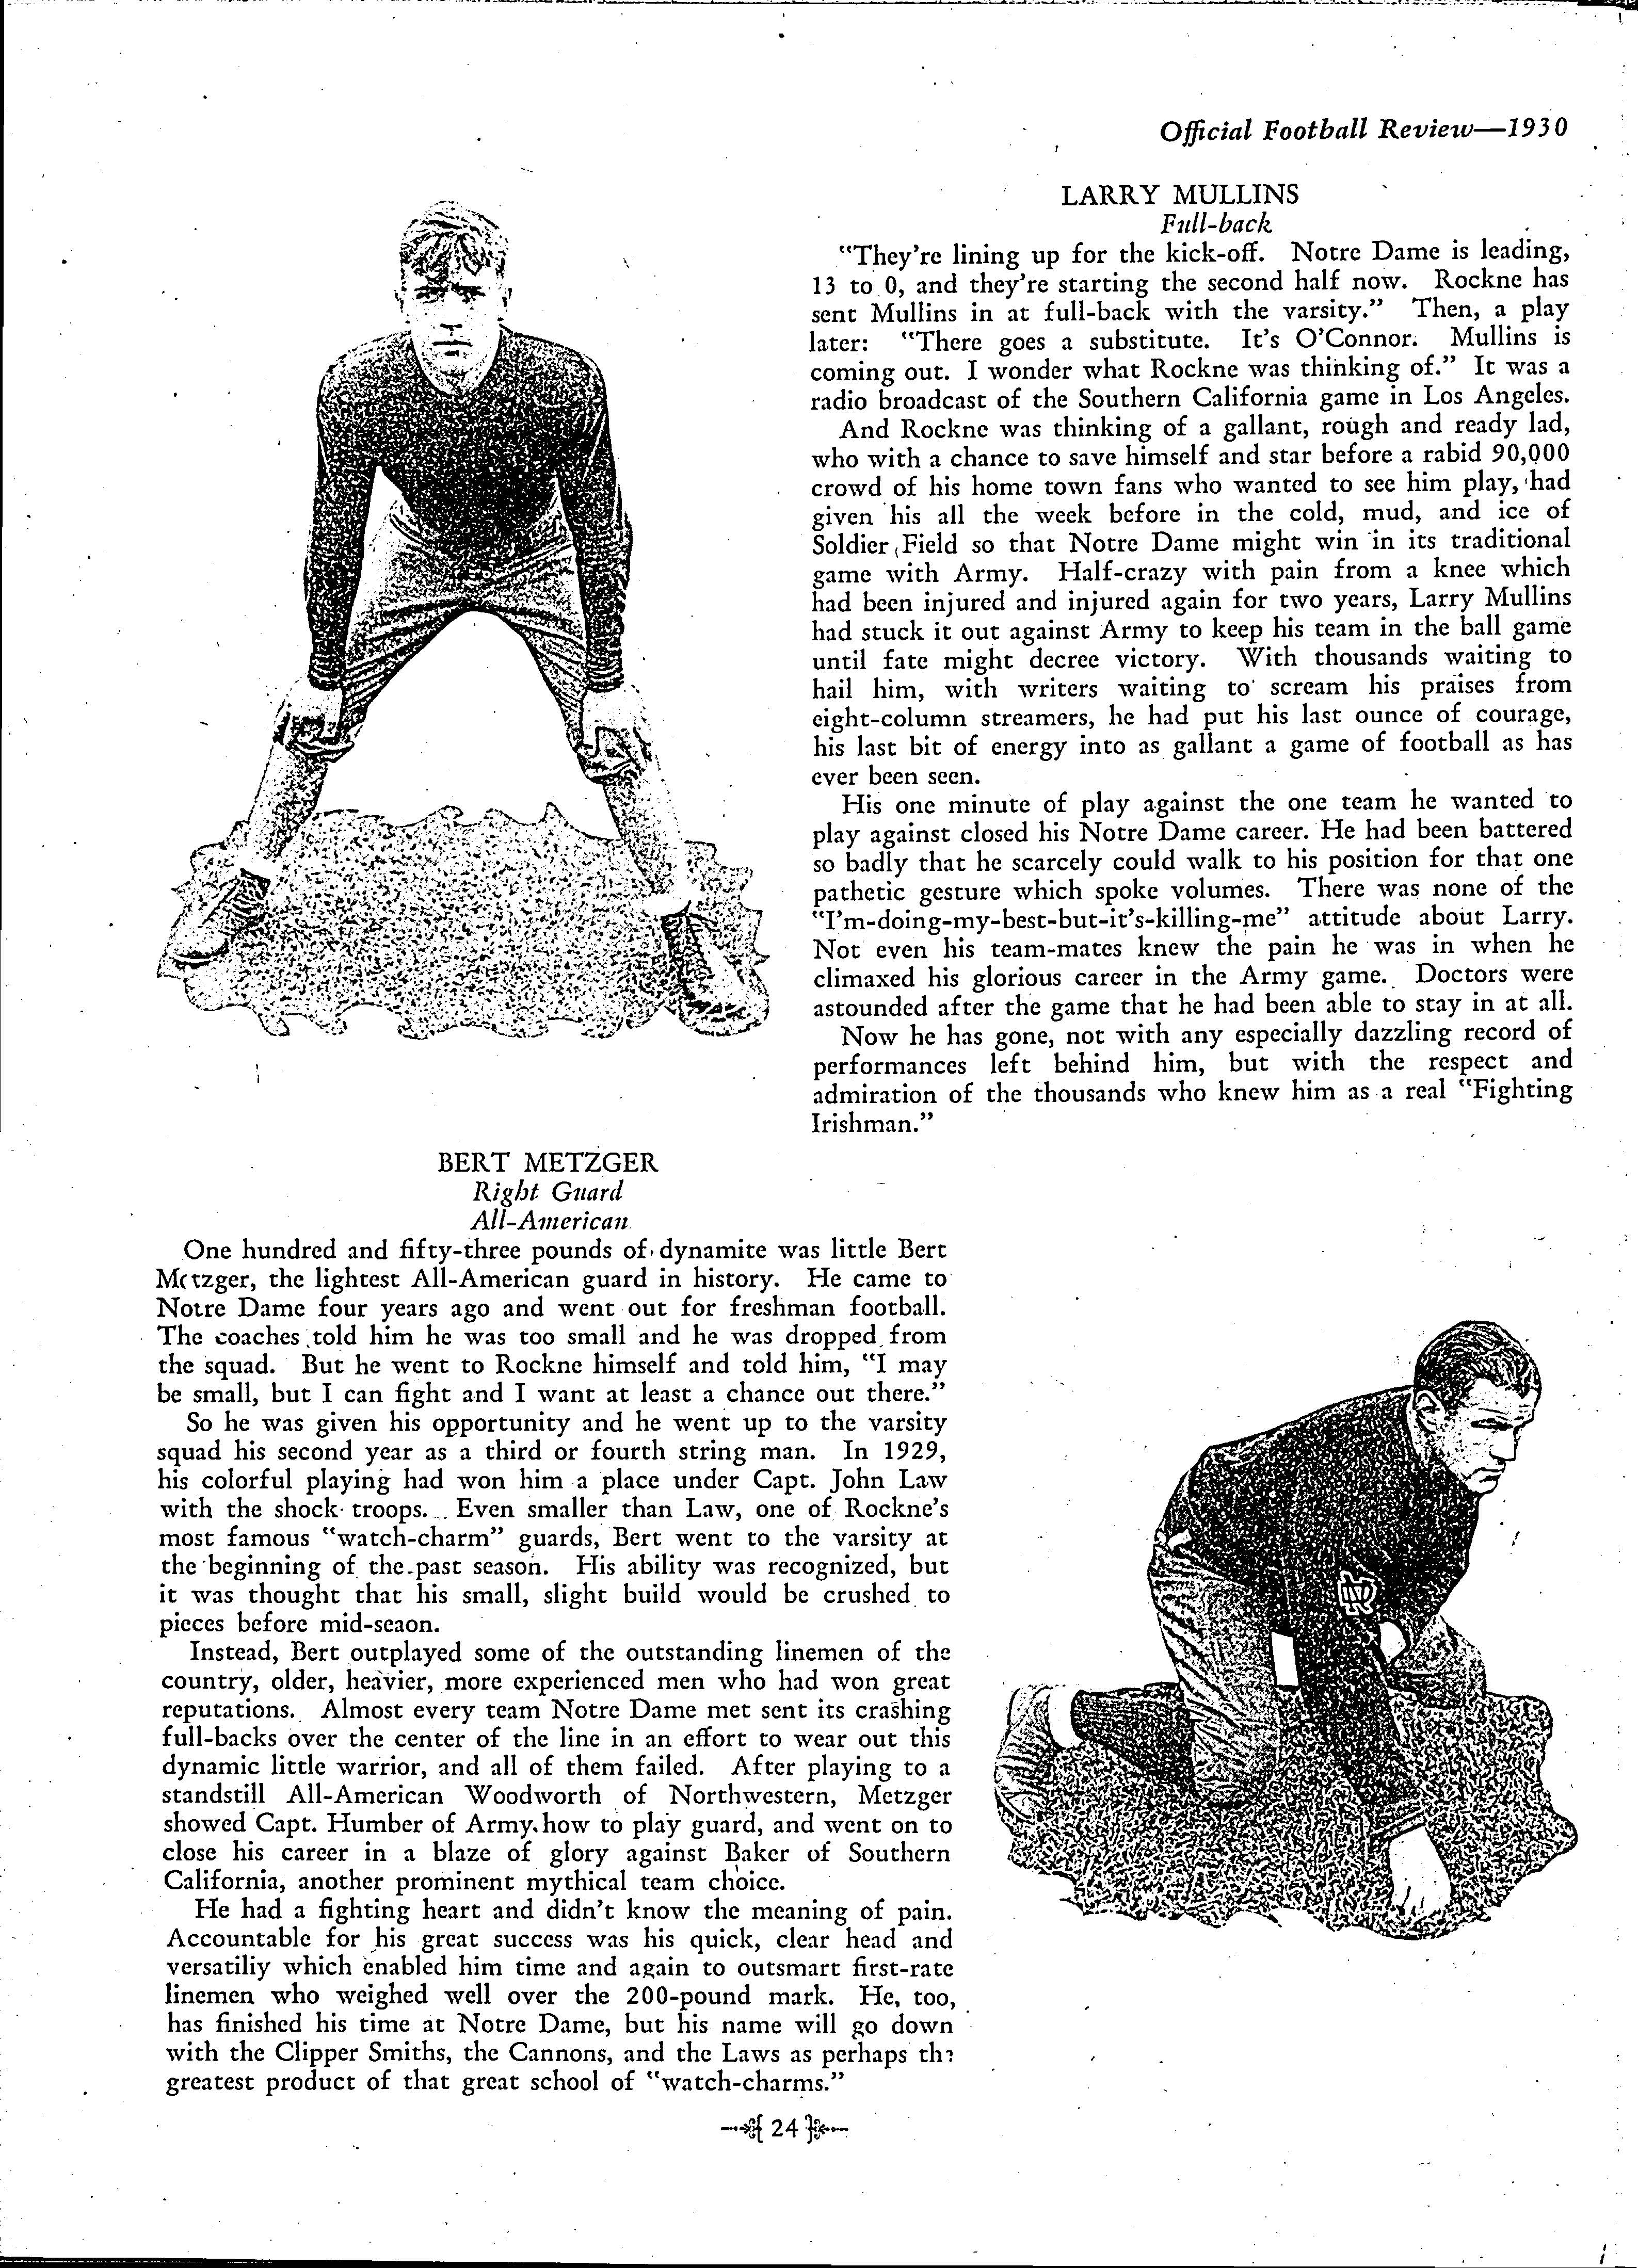 Official Football Review—1930
LARRY MULLINS
Full-back
"They're lining up for the kick-off. Notre Dame is leading,
13 to 0, and they're starting the second half now. Rockne has
sent Mullins in at full-back with the varsity." Then, a play
later: "There goes a substitute. It's O'Connor. Mullins is
coming out. I wonder what Rockne was thinking of." It was a
radio broadcast of the Southern California game in Los Angeles.
And Rockne was thinking of a gallant, rough and ready lad,
who with a chance to save himself and star before a rabid 90,000
crowd of his home town fans who wanted to see him play, had
given his all the week before in the cold, mud, and ice of
Soldier Field so that Notre Dame might win in its traditional
game with Army. Half-crazy with pain from a knee which
had been injured and injured again for two years, Larry Mullins
had stuck it out against Army to keep his team in the ball game
until fate might decree victory. With thousands waiting to
hail him, with writers waiting to scream his praises from
eight-column streamers, he had put his last ounce of courage,
his last bit of energy into as gallant a game of football as has
ever been seen.
His one minute of play against the one team he wanted to
play against closed his Notre Dame career. He had been battered
so badly that he scarcely could walk to his position for that one
pathetic gesture which spoke volumes. There was none of the
"I'm-doing-my-best-but-it's-killing-me" attitude about Larry.
Not even his team-mates knew the pain he was in when he
climaxed his glorious career in the Army game. Doctors were
astounded after the game that he had been able to stay in at all.
Now he has gone, not with any especially dazzling record of
performances left behind him, but with the respect and
admiration of the thousands who knew him as a real "Fighting
Irishman."
BERT METZGER
Right Guard
All-American
One hundred and fifty-three pounds of dynamite was little Bert
Metzger, the lightest All-American guard in history. He came to
Notre Dame four years ago and went out for freshman football.
The coaches told him he was too small and he was dropped from
the squad. But he went to Rockne himself and told him, "I may
be small, but I can fight and I want at least a chance out there."
So he was given his opportunity and he went up to the varsity
squad his second year as a third or fourth string man. In 1929,
his colorful playing had won him a place under Capt. John Law
with the shock troops. Even smaller than Law, one of Rockne's
most famous "watch-charm" guards, Bert went to the varsity at
the beginning of the past season. His ability was recognized, but
it was thought that his small, slight build would be crushed to
pieces before mid-seaon.
Instead, Bert outplayed some of the outstanding linemen of the
country, older, heavier, more experienced men who had won great
reputations. Almost every team Notre Dame met sent its crashing
full-backs over the center of the line in an effort to wear out this
dynamic little warrior, and all of them failed. After playing to a
standstill All-American Woodworth of Northwestern, Metzger
showed Capt. Humber of Army how to play guard, and went on to
close his career in a blaze of glory against Baker of Southern
California, another prominent mythical team choice.
He had a fighting heart and didn't know the meaning of pain.
Accountable for his great success was his quick, clear head and
versatiliy which enabled him time and again to outsmart first-rate
linemen who weighed well over the 200-pound mark. He, too,
has finished his time at Notre Dame, but his name will go down
with the Clipper Smiths, the Cannons, and the Laws as perhaps the
greatest product of that great school of "watch-charms."
24